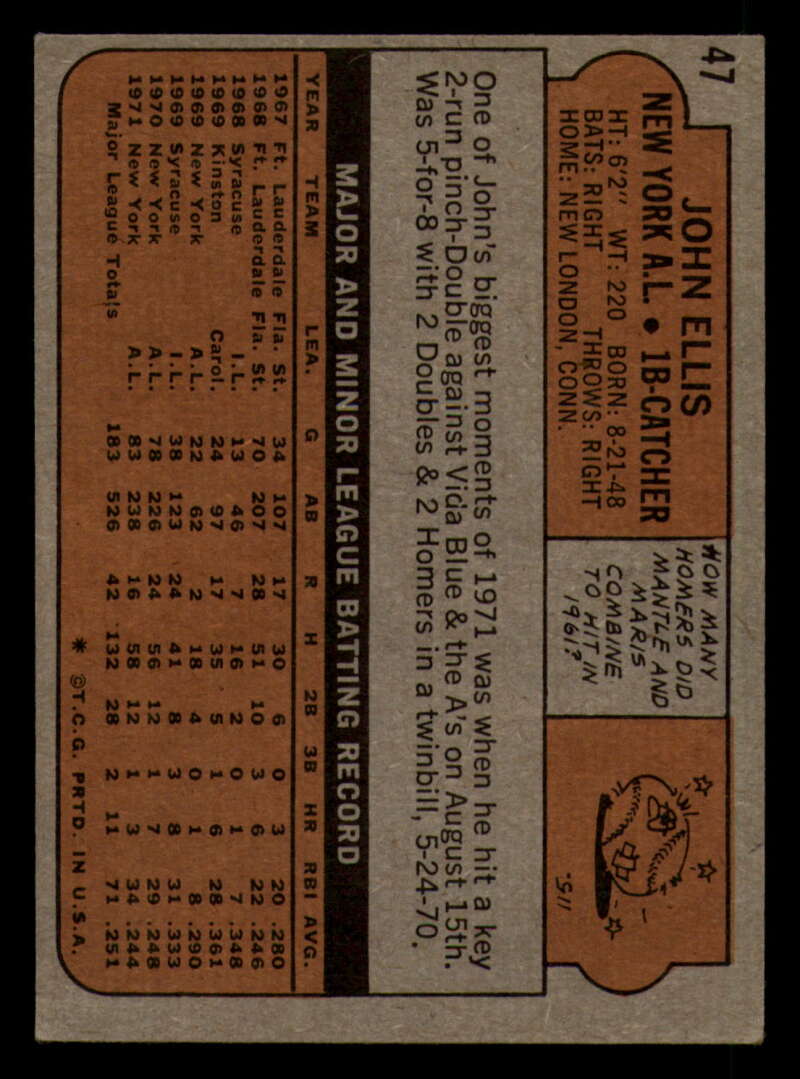 47
JOHN ELLIS
NEW YORK A.L. • 1B-CATCHER
HT: 6'2" WT: 220 BORN: 8-21-48
BATS: RIGHT THROWS: RIGHT
HOME: NEW LONDON, CONN.
HOW MANY
HOMERS DID
MANTLE AND
MARIS
COMBINE
TO HIT IN
1961?
"S11
One of John's biggest moments of 1971 was when he hit a key
2-run pinch-Double against Vida Blue & the A's on August 15th.
Was 5-for-8 with 2 Doubles & 2 Homers in a twinbill, 5-24-70.
MAJOR AND MINOR LEAGUE BATTING RECORD
YEAR TEAM LEA. G AB R H 2B 3B HR RBI AVG.
1967 Ft. Lauderdale Fla. St. 34 107 17 30 6 0 3 20 .280
1968 Ft. Lauderdale Fla. St. 70 207 28 51 10 3 6 22 .246
1968 Syracuse I.L. 13 46 7 16 2 0 1 7 .348
1969 Kinston Carol. 24 97 17 35 5 1 6 28 .361
1969 New York A.L. 22 62 2 18 4 0 1 8 .290
1969 Syracuse I.L. 38 123 24 41 8 3 8 31 .333
1970 New York A.L. 78 226 24 56 12 1 7 29 .248
1971 New York A.L. 83 238 16 58 12 1 3 34 .244
Major League Totals 183 526 42 132 28 2 11 71 .251
* ©T.C.G. PRTD. IN U.S.A.